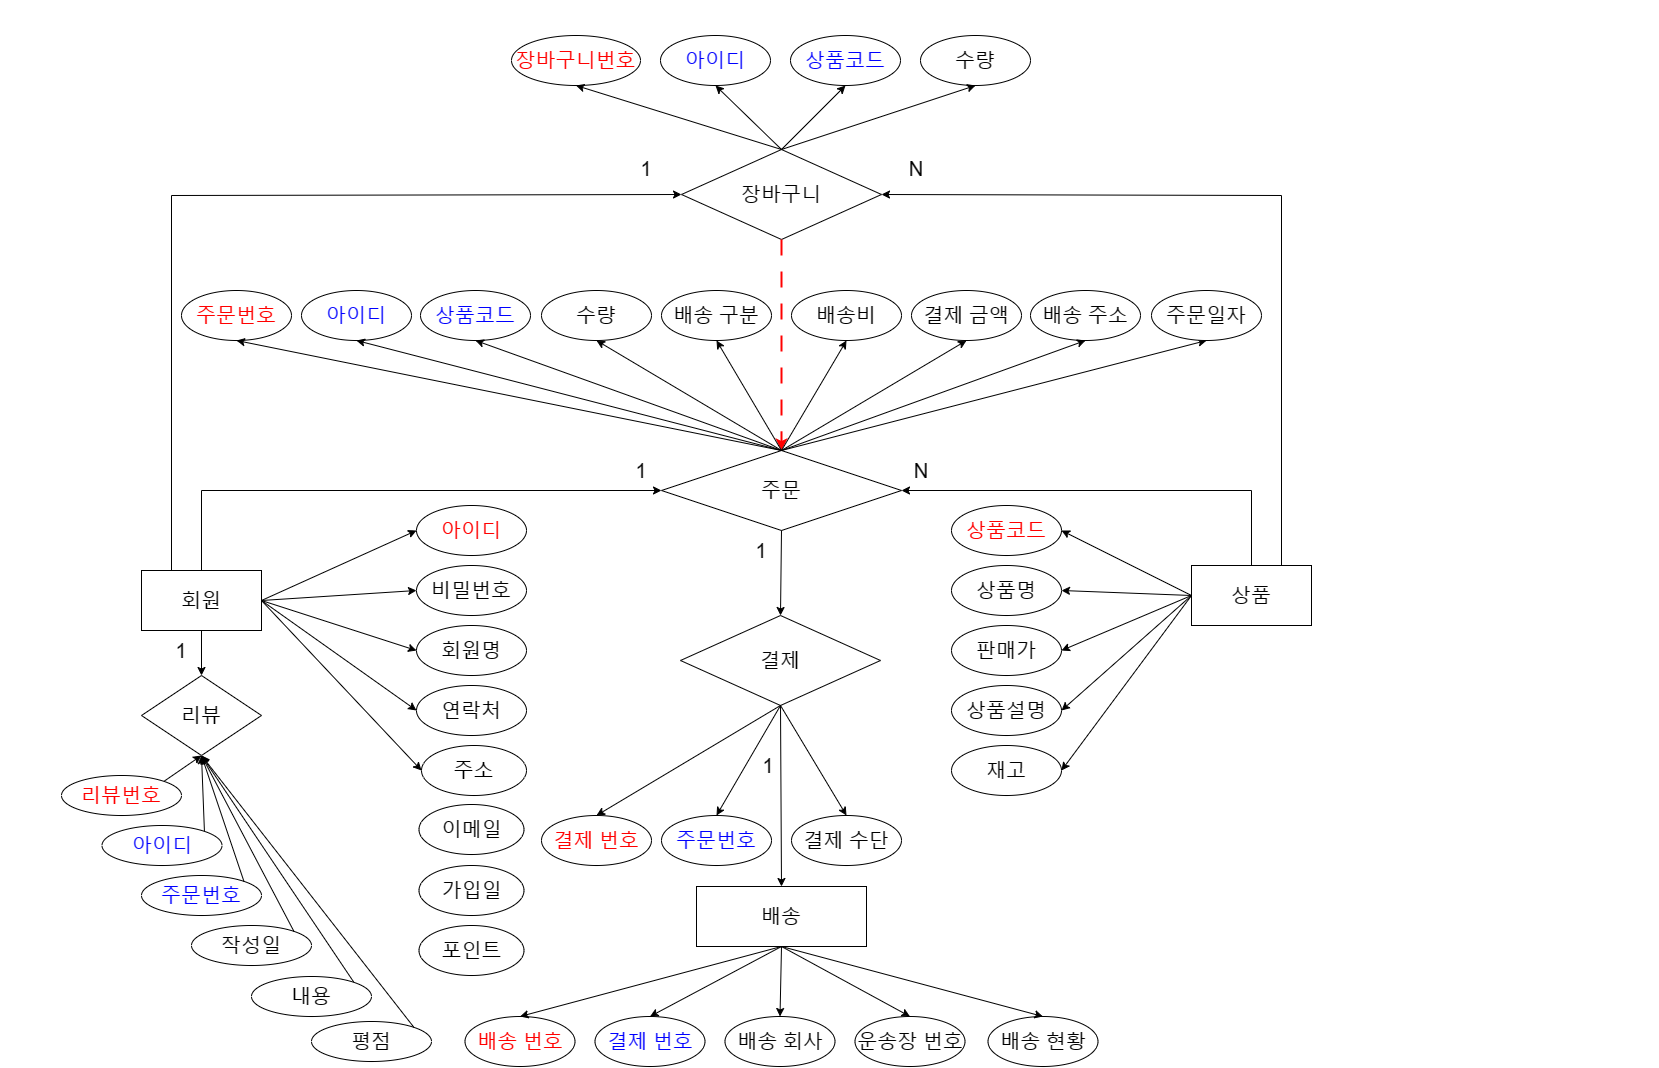 장바구니번호
아이디
상품코드
수량
1
N
장바구니
주문번호
아이디
상품코드
수량
배송 구분
배송비
결제 금액
배송 주소
주문일자
1
N
주문
아이디
상품코드
1
비밀번호
상품명
회원
상품
1
회원명
판매가
결제
리뷰
연락처
상품설명
주소
1
재고
리뷰번호
이메일
결제 번호
주문번호
결제 수단
아이디
주문번호
가입일
배송
작성일
포인트
내용
평점
배송 번호
결제 번호
배송 회사
운송장 번호
배송 현황